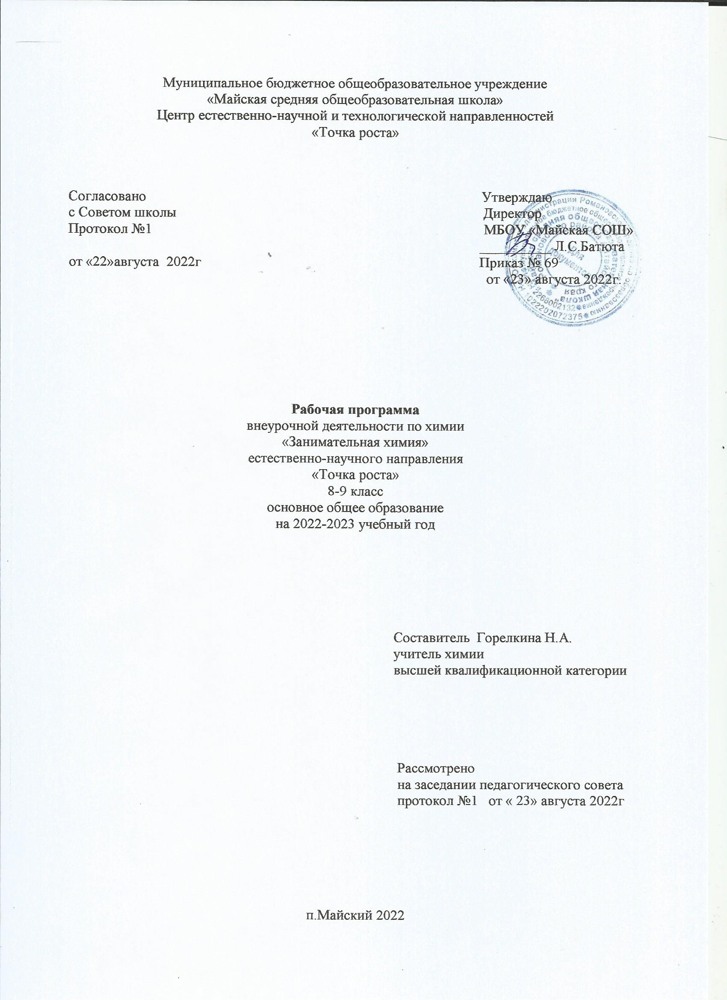 Муниципальное бюджетное общеобразовательное учреждение
«Майская средняя общеобразовательная школа»
Центр естественно-научной и технологической направленностей
«Точка роста»
Согласовано
с Советом школы
Протокол №1
от «22»августа  2022г
Утверждаю
Директор
МБОУ «Майская СОШ»
Л.С.Батюта
Приказ № 69
от «23» августа 2022г.
для
документов
2268002132
1022202072375
Рабочая программа
внеурочной деятельности по химии
«Занимательная химия»
естественно-научного направления
«Точка роста»
8-9 класс
основное общее образование
на 2022-2023 учебный год
Составитель  Горелкина Н.А.
учитель химии
высшей квалификационной категории
Рассмотрено
на заседании педагогического совета
протокол №1   от « 23» августа 2022г
п.Майский 2022